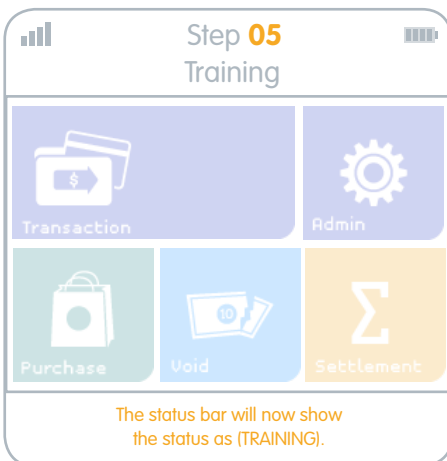 Step 05
Training
$
Transaction
Admin
10
Σ
Purchase
Void
Settlement
The status bar will now show
the status as (TRAINING).